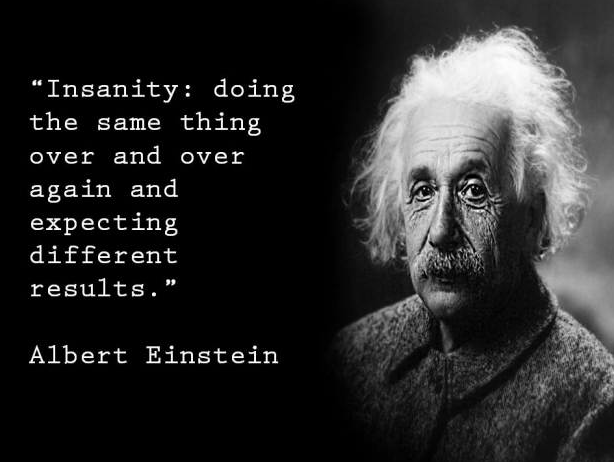 “Insanity: doing
the same thing
over and over
again and
expecting
different
results.”
Albert Einstein